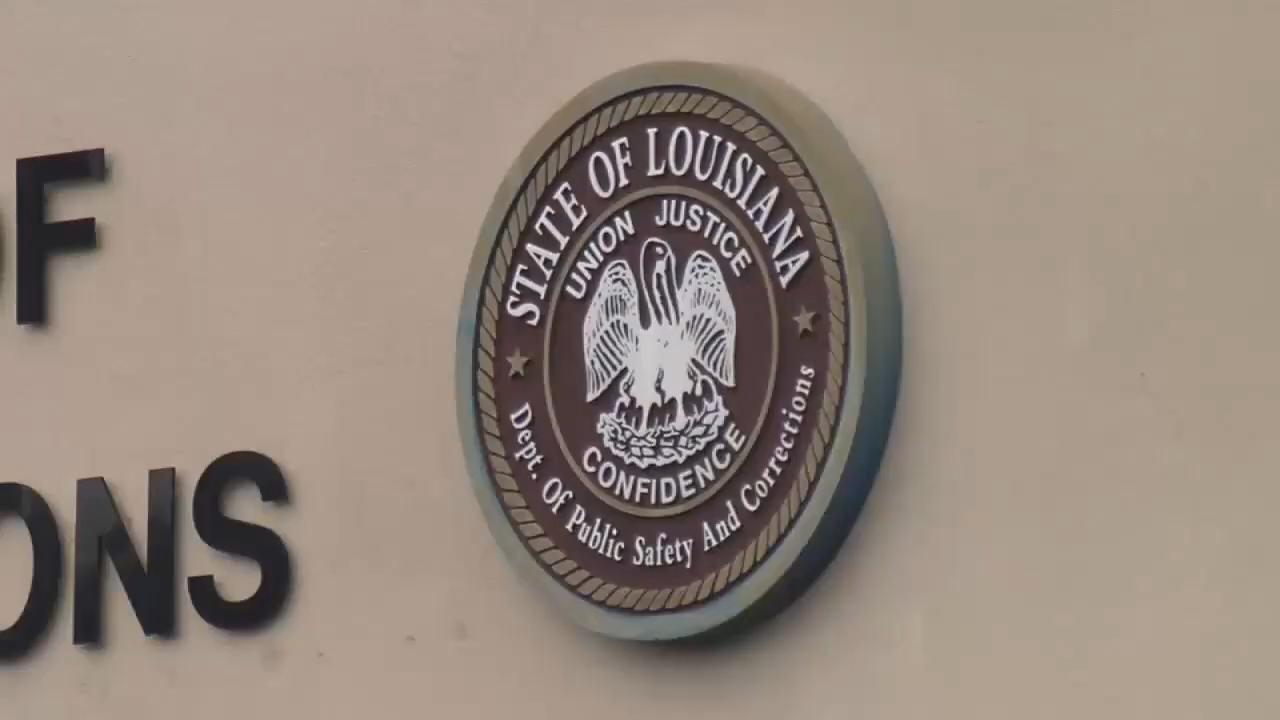 OF
ONS
STATE OF LOUISIANA
UNION JUSTICE
CONFIDENCE
Dept. Of Public Safety And Corrections